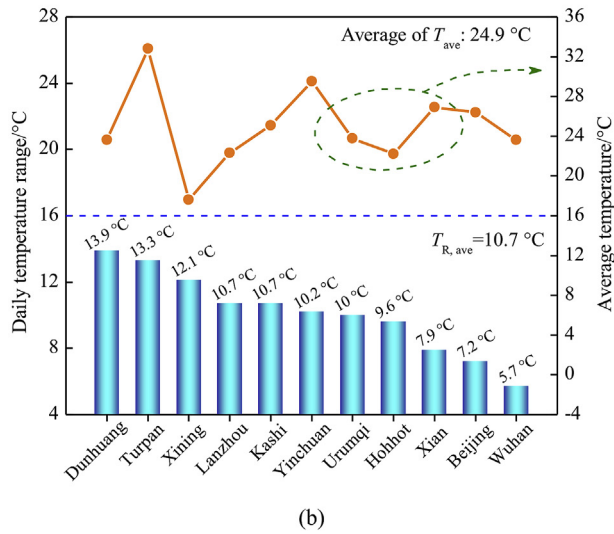 28
24
20
16
12
8
4
Daily temperature range/°C
36
32
28
24
20
16
12
8
4
0
-4
Average temperature/°C
Average of Tave: 24.9 °C
TR, ave=10.7 °C
13.9 °C
13.3 °C
12.1 °C
10.7 °C
10.7 °C
10.2 °C
10 °C
9.6 °C
7.9 °C
7.2 °C
5.7 °C
Dunhuang
Turpan
Xining
Lanzhou
Kashi
Yinchuan
Urumqi
Hohhot
Xian
Beijing
Wuhan
(b)